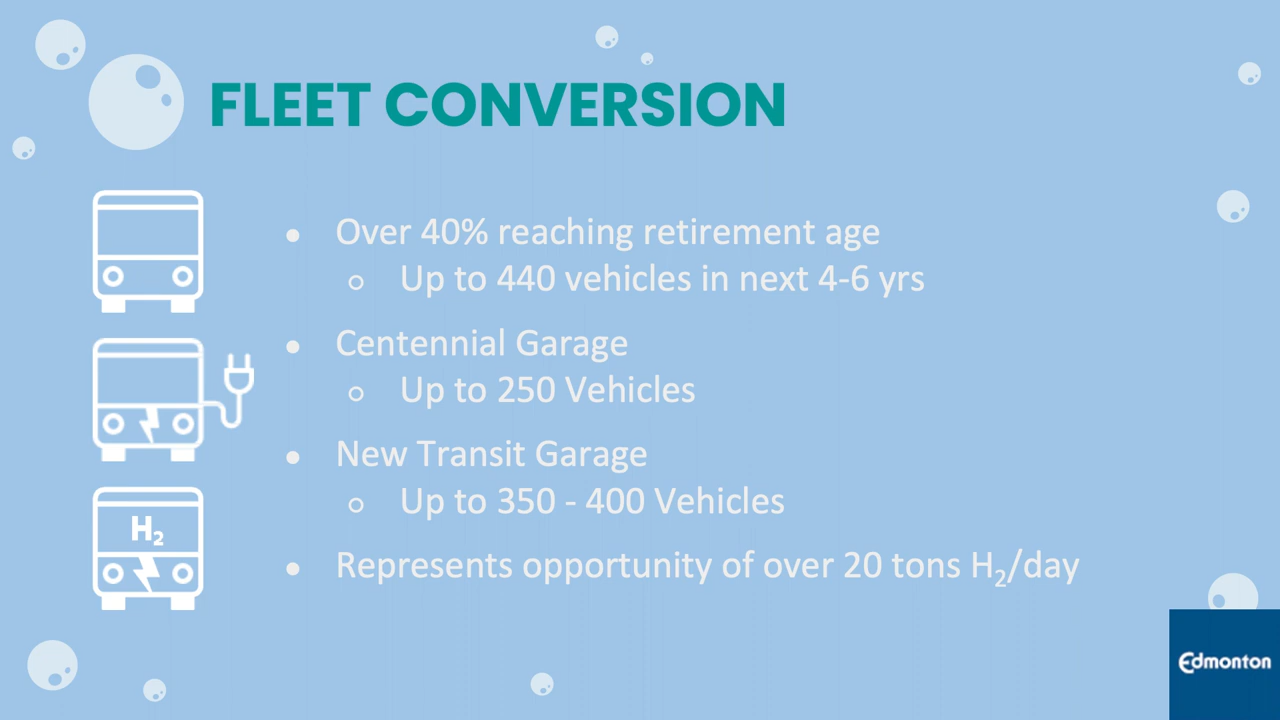 FLEET CONVERSION
● Over 40% reaching retirement age
○ Up to 440 vehicles in next 4-6 yrs
● Centennial Garage
○ Up to 250 Vehicles
● New Transit Garage
○ Up to 350 - 400 Vehicles
H₂
● Represents opportunity of over 20 tons H₂/day
Edmonton